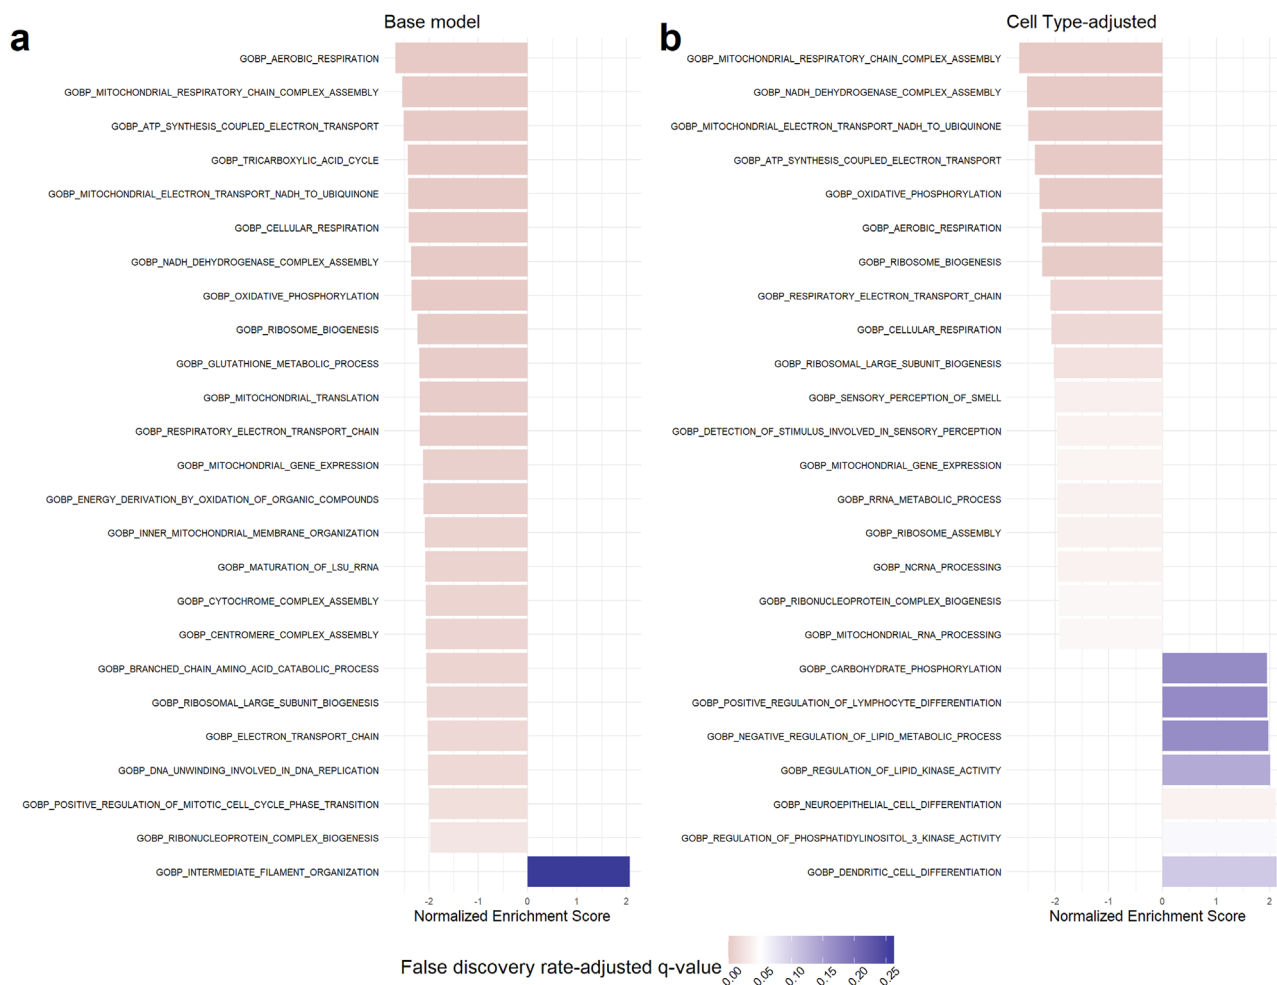 a
Base model
GOBP_AEROBIC_RESPIRATION
GOBP_MITOCHONDRIAL_RESPIRATORY_CHAIN_COMPLEX_ASSEMBLY
GOBP_ATP_SYNTHESIS_COUPLED_ELECTRON_TRANSPORT
GOBP_TRICARBOXYLIC_ACID_CYCLE
GOBP_MITOCHONDRIAL_ELECTRON_TRANSPORT_NADH_TO_UBIQUINONE
GOBP_CELLULAR_RESPIRATION
GOBP_NADH_DEHYDROGENASE_COMPLEX_ASSEMBLY
GOBP_OXIDATIVE_PHOSPHORYLATION
GOBP_RIBOSOME_BIOGENESIS
GOBP_GLUTATHIONE_METABOLIC_PROCESS
GOBP_MITOCHONDRIAL_TRANSLATION
GOBP_RESPIRATORY_ELECTRON_TRANSPORT_CHAIN
GOBP_MITOCHONDRIAL_GENE_EXPRESSION
GOBP_ENERGY_DERIVATION_BY_OXIDATION_OF_ORGANIC_COMPOUNDS
GOBP_INNER_MITOCHONDRIAL_MEMBRANE_ORGANIZATION
GOBP_MATURATION_OF_LSU_RRNA
GOBP_CYTOCHROME_COMPLEX_ASSEMBLY
GOBP_CENTROMERE_COMPLEX_ASSEMBLY
GOBP_BRANCHED_CHAIN_AMINO_ACID_CATABOLIC_PROCESS
GOBP_RIBOSOMAL_LARGE_SUBUNIT_BIOGENESIS
GOBP_ELECTRON_TRANSPORT_CHAIN
GOBP_DNA_UNWINDING_INVOLVED_IN_DNA_REPLICATION
GOBP_POSITIVE_REGULATION_OF_MITOTIC_CELL_CYCLE_PHASE_TRANSITION
GOBP_RIBONUCLEOPROTEIN_COMPLEX_BIOGENESIS
GOBP_INTERMEDIATE_FILAMENT_ORGANIZATION
-2 -1 0 1 2
Normalized Enrichment Score
b
Cell Type-adjusted
GOBP_MITOCHONDRIAL_RESPIRATORY_CHAIN_COMPLEX_ASSEMBLY
GOBP_NADH_DEHYDROGENASE_COMPLEX_ASSEMBLY
GOBP_MITOCHONDRIAL_ELECTRON_TRANSPORT_NADH_TO_UBIQUINONE
GOBP_ATP_SYNTHESIS_COUPLED_ELECTRON_TRANSPORT
GOBP_OXIDATIVE_PHOSPHORYLATION
GOBP_AEROBIC_RESPIRATION
GOBP_RIBOSOME_BIOGENESIS
GOBP_RESPIRATORY_ELECTRON_TRANSPORT_CHAIN
GOBP_CELLULAR_RESPIRATION
GOBP_RIBOSOMAL_LARGE_SUBUNIT_BIOGENESIS
GOBP_SENSORY_PERCEPTION_OF_SMELL
GOBP_DETECTION_OF_STIMULUS_INVOLVED_IN_SENSORY_PERCEPTION
GOBP_MITOCHONDRIAL_GENE_EXPRESSION
GOBP_RRNA_METABOLIC_PROCESS
GOBP_RIBOSOME_ASSEMBLY
GOBP_NCRNA_PROCESSING
GOBP_RIBONUCLEOPROTEIN_COMPLEX_BIOGENESIS
GOBP_MITOCHONDRIAL_RNA_PROCESSING
GOBP_CARBOHYDRATE_PHOSPHORYLATION
GOBP_POSITIVE_REGULATION_OF_LYMPHOCYTE_DIFFERENTIATION
GOBP_NEGATIVE_REGULATION_OF_LIPID_METABOLIC_PROCESS
GOBP_REGULATION_OF_LIPID_KINASE_ACTIVITY
GOBP_NEUROEPITHELIAL_CELL_DIFFERENTIATION
GOBP_REGULATION_OF_PHOSPHATIDYLINOSITOL_3_KINASE_ACTIVITY
GOBP_DENDRITIC_CELL_DIFFERENTIATION
-2 -1 0 1 2
Normalized Enrichment Score
False discovery rate-adjusted q-value
0.00 0.05 0.10 0.15 0.20 0.25